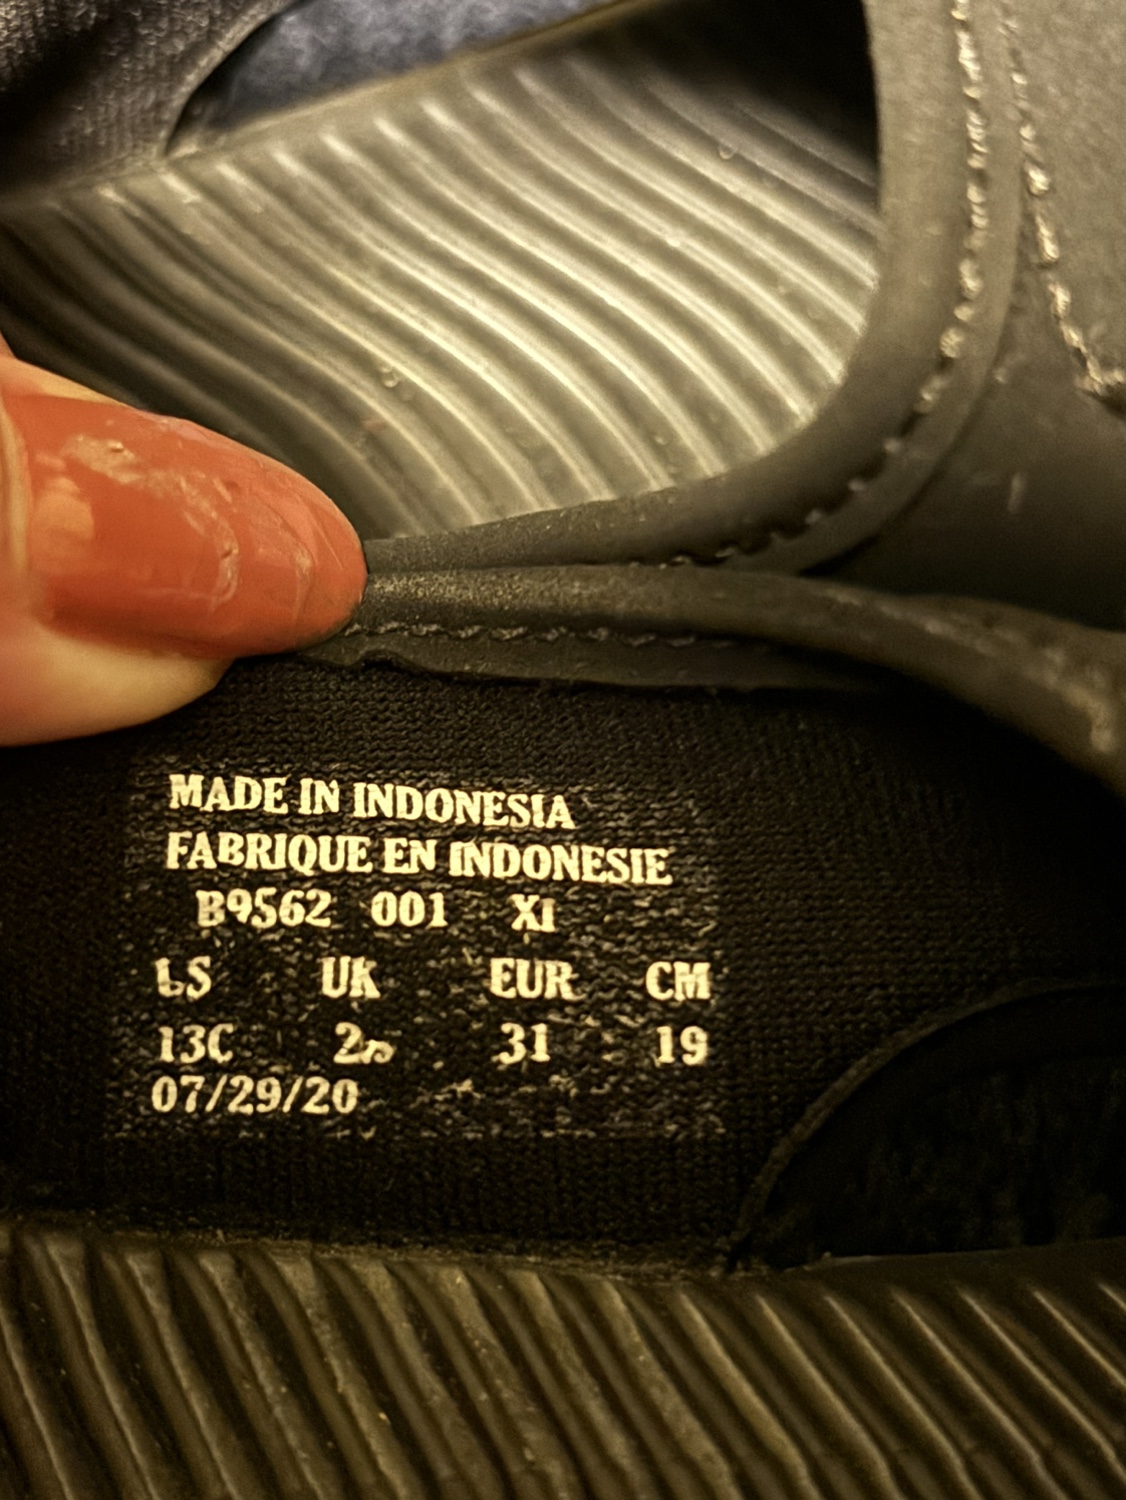 MADE IN INDONESIA
FABRIQUE EN INDONESIE
B9562 001 XI
UK EUR CM
13C 31 19
07/29/20